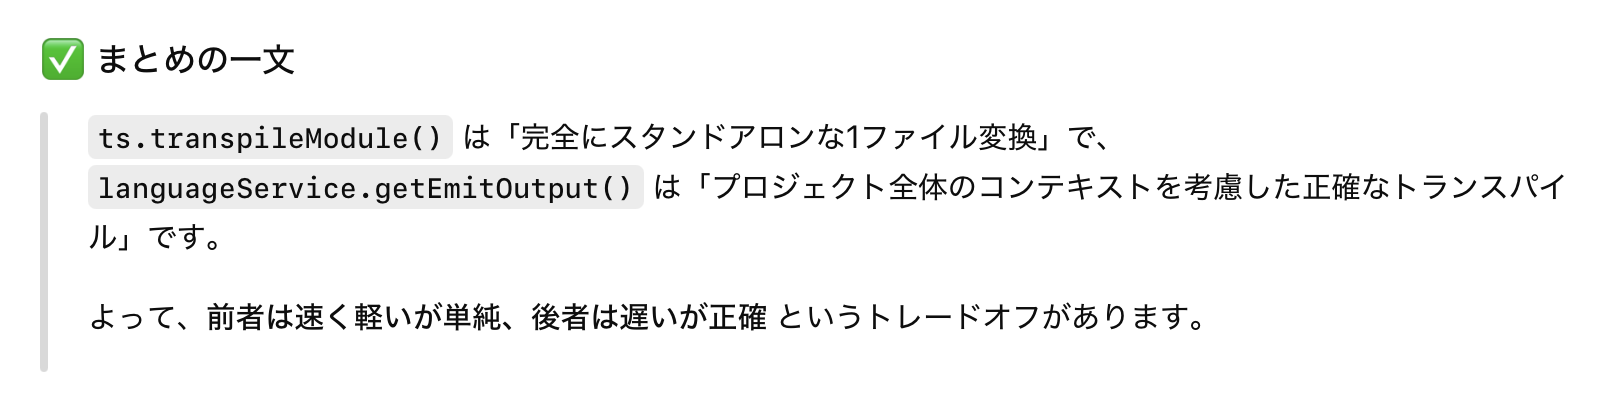 ✅ まとめの一文
ts.transpileModule() は「完全にスタンドアロンな1ファイル変換」で、
languageService.getEmitOutput() は「プロジェクト全体のコンテキストを考慮した正確なトランスパイ
ル」です。
よって、前者は速く軽いが単純、後者は遅いが正確 というトレードオフがあります。